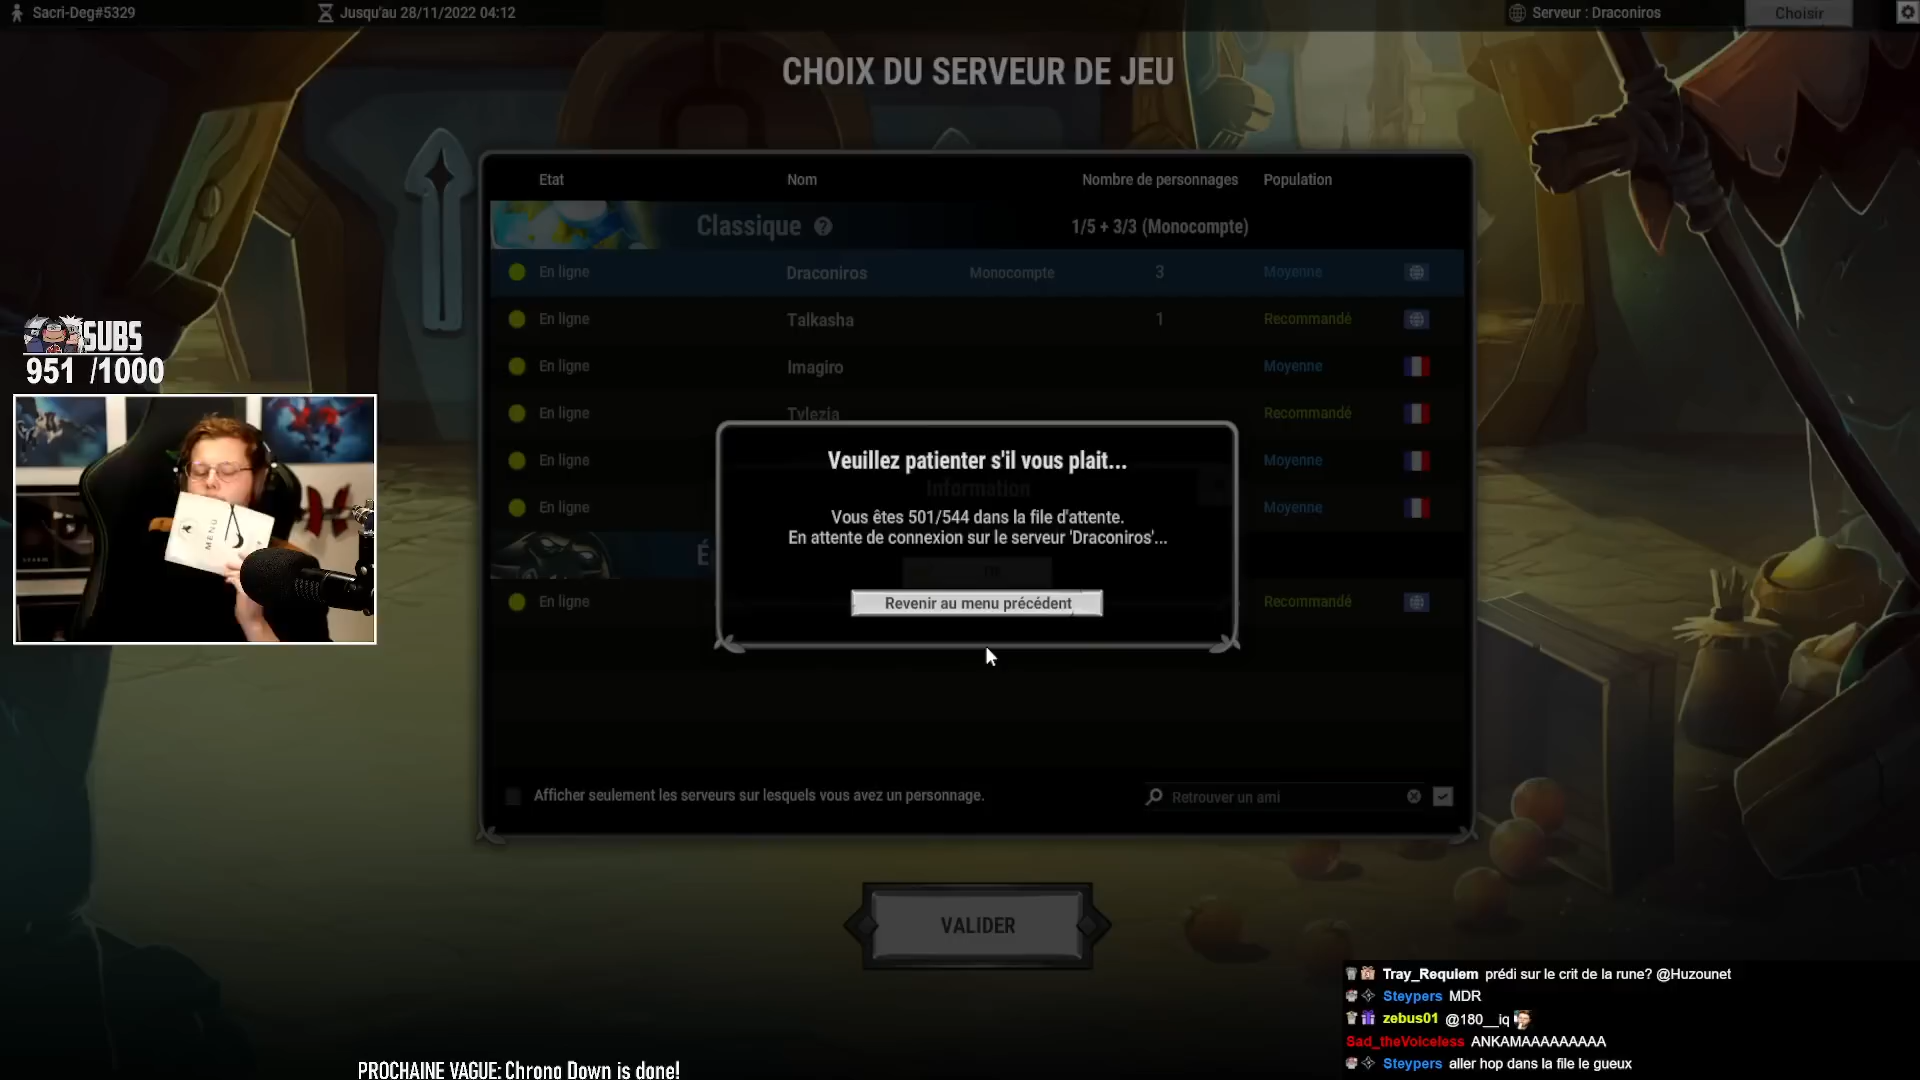 Sacri-Deg#5329
Jusqu'au 28/11/2022 04:12
Serveur : Draconiros
Choisir
CHOIX DU SERVEUR DE JEU
Etat Nom Nombre de personnages Population
Classique ? 1/5 + 3/3 (Monocompte)
En ligne Draconiros Monocompte 3 Moyenne
En ligne Talkasha 1 Recommandé
En ligne Imagiro Moyenne
En ligne Tylezia Recommandé
En ligne Moyenne
En ligne Moyenne
É
En ligne Recommandé
SUBS
951 /1000
MENU
Veuillez patienter s'il vous plait...
Information
Vous êtes 501/544 dans la file d'attente.
En attente de connexion sur le serveur 'Draconiros'...
Revenir au menu précédent
Afficher seulement les serveurs sur lesquels vous avez un personnage.
Retrouver un ami
VALIDER
Tray_Requiem prédi sur le crit de la rune? @Huzounet
Steypers MDR
zebus01 @180__iq
Sad_theVoiceless ANKAMAAAAAAAAA
Steypers aller hop dans la file le gueux
PROCHAINE VAGUE: Chrono Down is done!